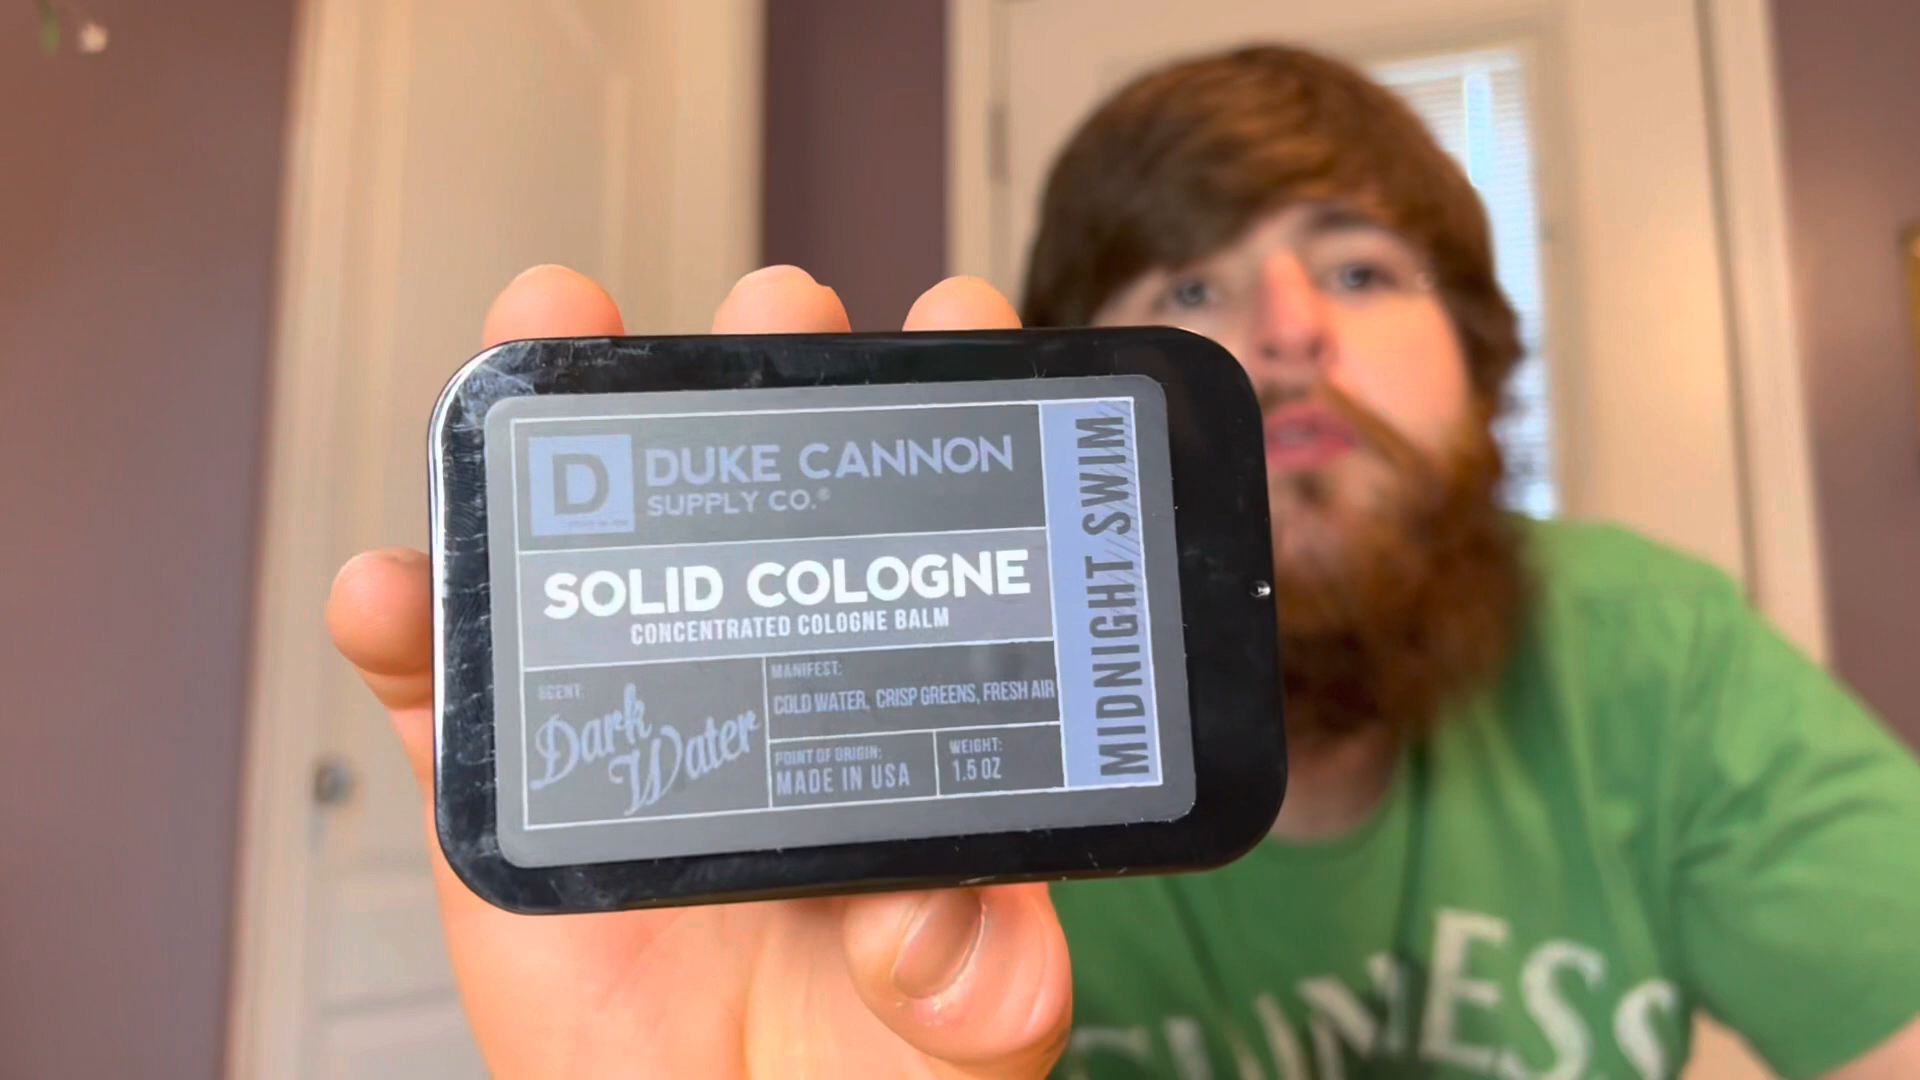 D
DUKE CANNON
SUPPLY CO.®
SOLID COLOGNE
CONCENTRATED COLOGNE BALM
SCENT:
Dark
Water
MANIFEST:
COLD WATER, CRISP GREENS, FRESH AIR
POINT OF ORIGIN:
MADE IN USA
WEIGHT:
1.5 OZ
MIDNIGHT SWIM